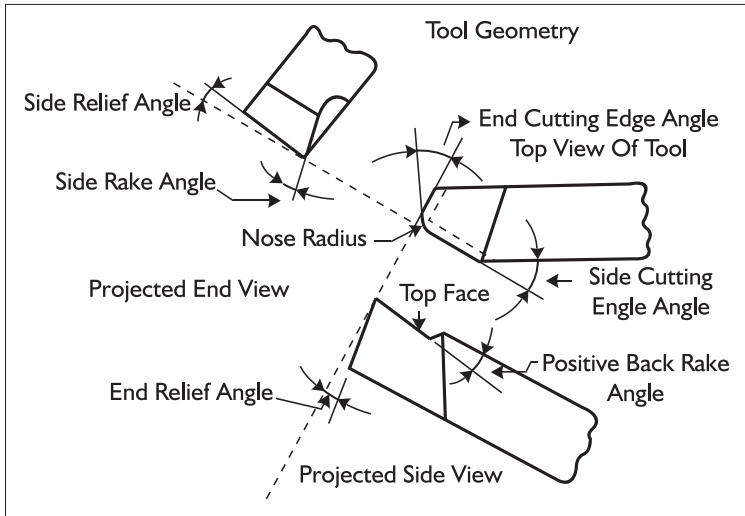 Tool Geometry
Side Relief Angle
End Cutting Edge Angle
Top View Of Tool
Side Rake Angle
Nose Radius
Projected End View
Top Face
Side Cutting
Engle Angle
Positive Back Rake
Angle
End Relief Angle
Projected Side View